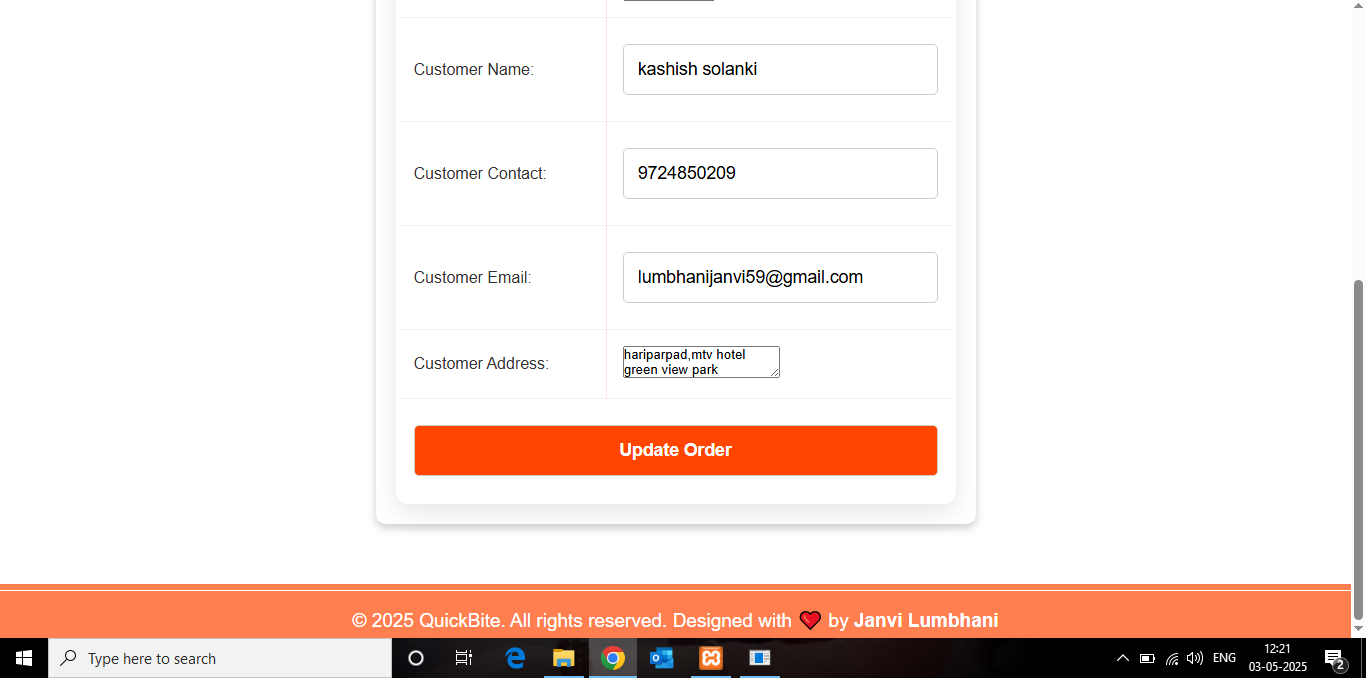 Customer Name:
kashish solanki
Customer Contact:
9724850209
Customer Email:
lumbhanijanvi59@gmail.com
Customer Address:
hariparpad,mtv hotel
green view park
Update Order
© 2025 QuickBite. All rights reserved. Designed with ❤️ by Janvi Lumbhani
Type here to search
ENG
12:21
03-05-2025
2